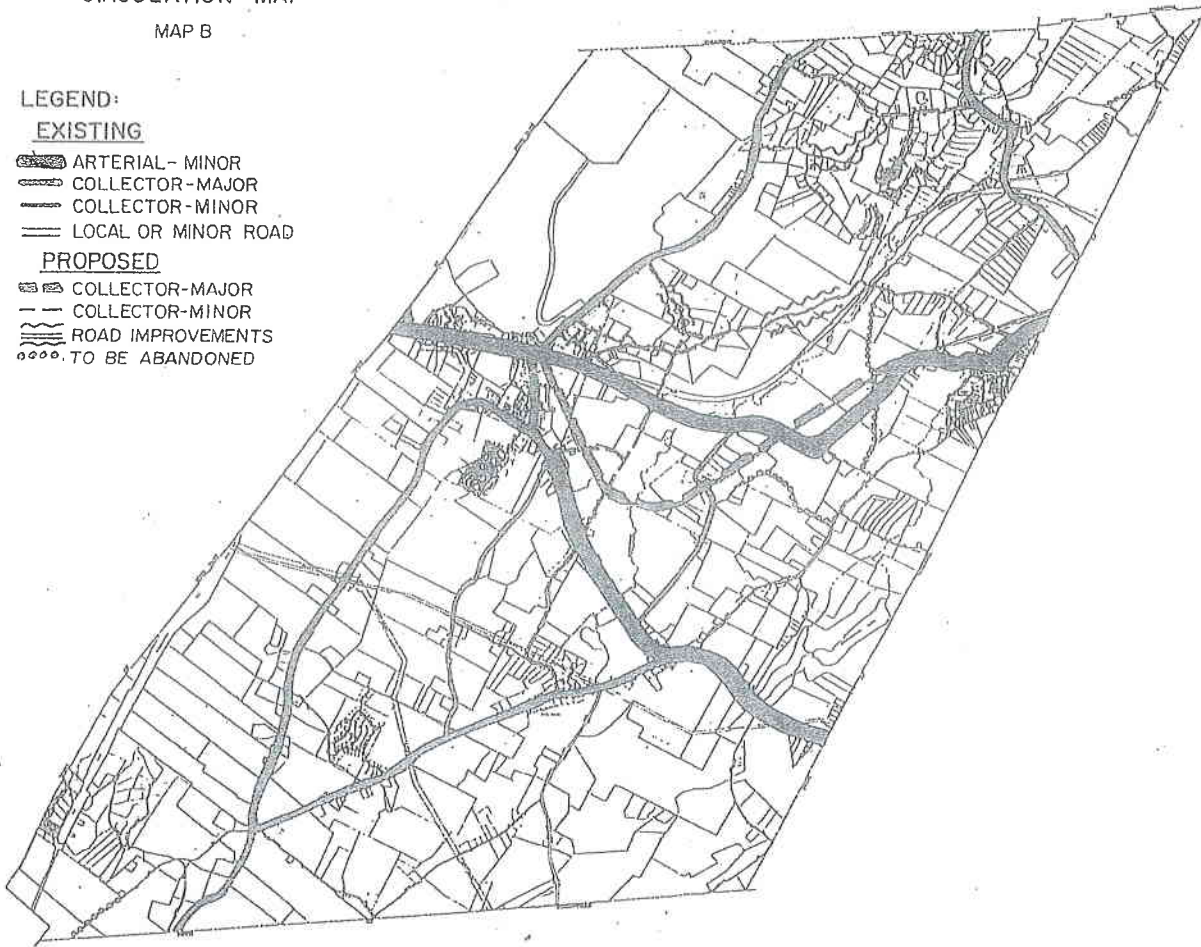 MAP B
LEGEND:
EXISTING
ARTERIAL-MINOR
COLLECTOR-MAJOR
COLLECTOR-MINOR
LOCAL OR MINOR ROAD
PROPOSED
COLLECTOR-MAJOR
COLLECTOR-MINOR
ROAD IMPROVEMENTS
TO BE ABANDONED